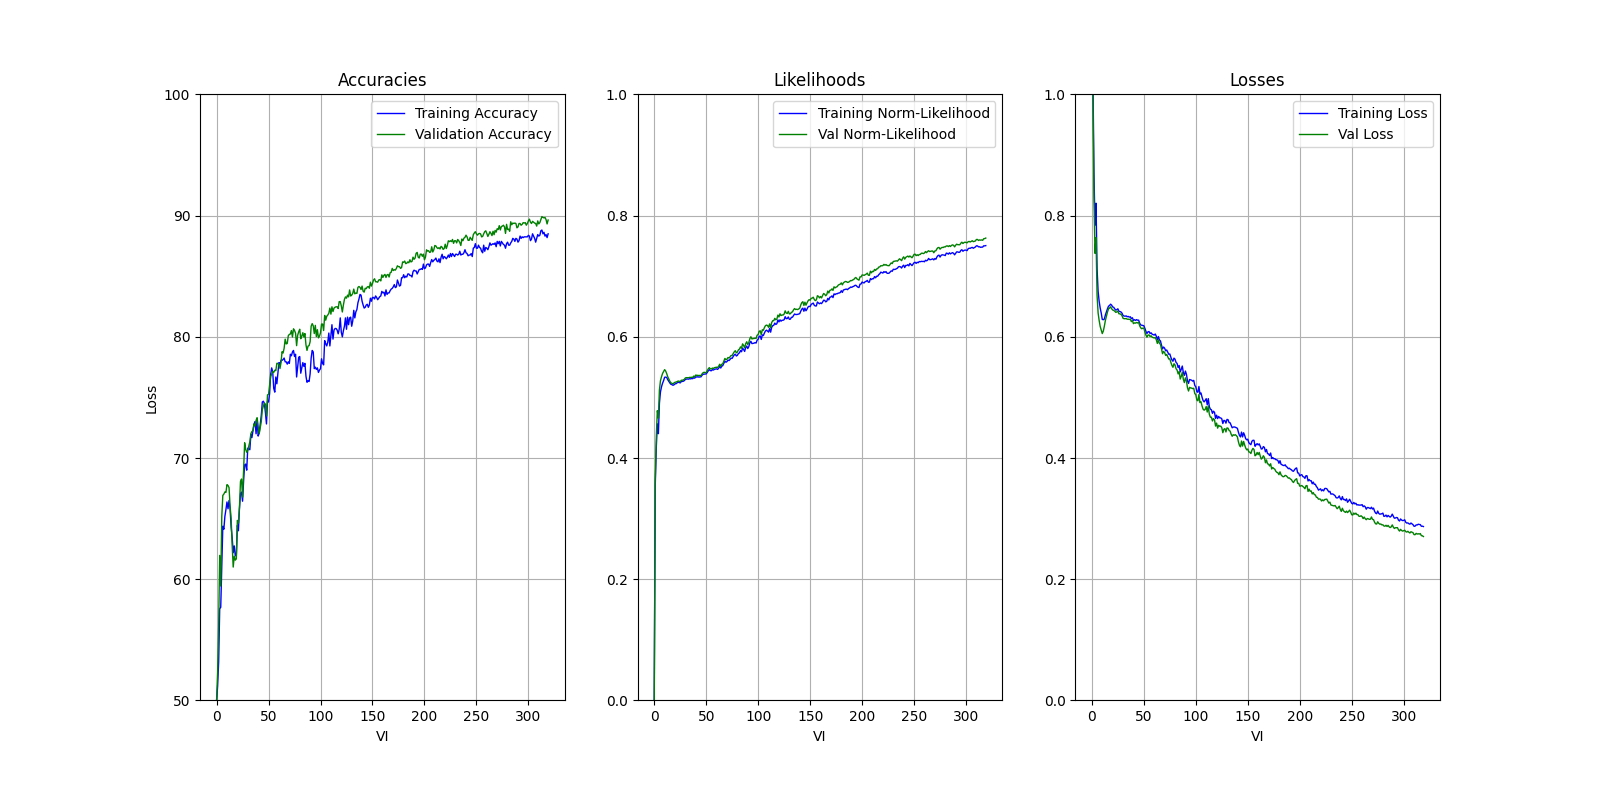 Accuracies
Training Accuracy
Validation Accuracy
100
90
80
70
60
50
Loss
0 50 100 150 200 250 300
VI
Likelihoods
Training Norm-Likelihood
Val Norm-Likelihood
1.0
0.8
0.6
0.4
0.2
0.0
0 50 100 150 200 250 300
VI
Losses
Training Loss
Val Loss
1.0
0.8
0.6
0.4
0.2
0.0
0 50 100 150 200 250 300
VI